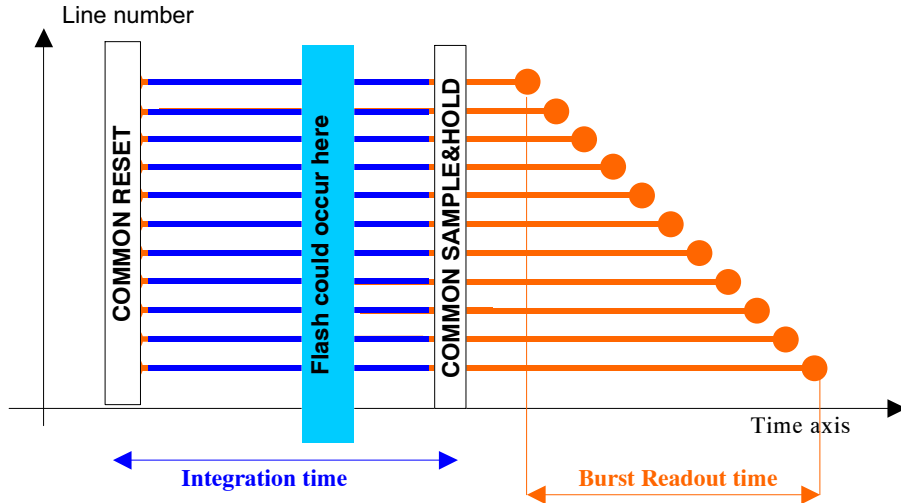 Line number
COMMON RESET
Flash could occur here
COMMON SAMPLE&HOLD
Time axis
Integration time
Burst Readout time